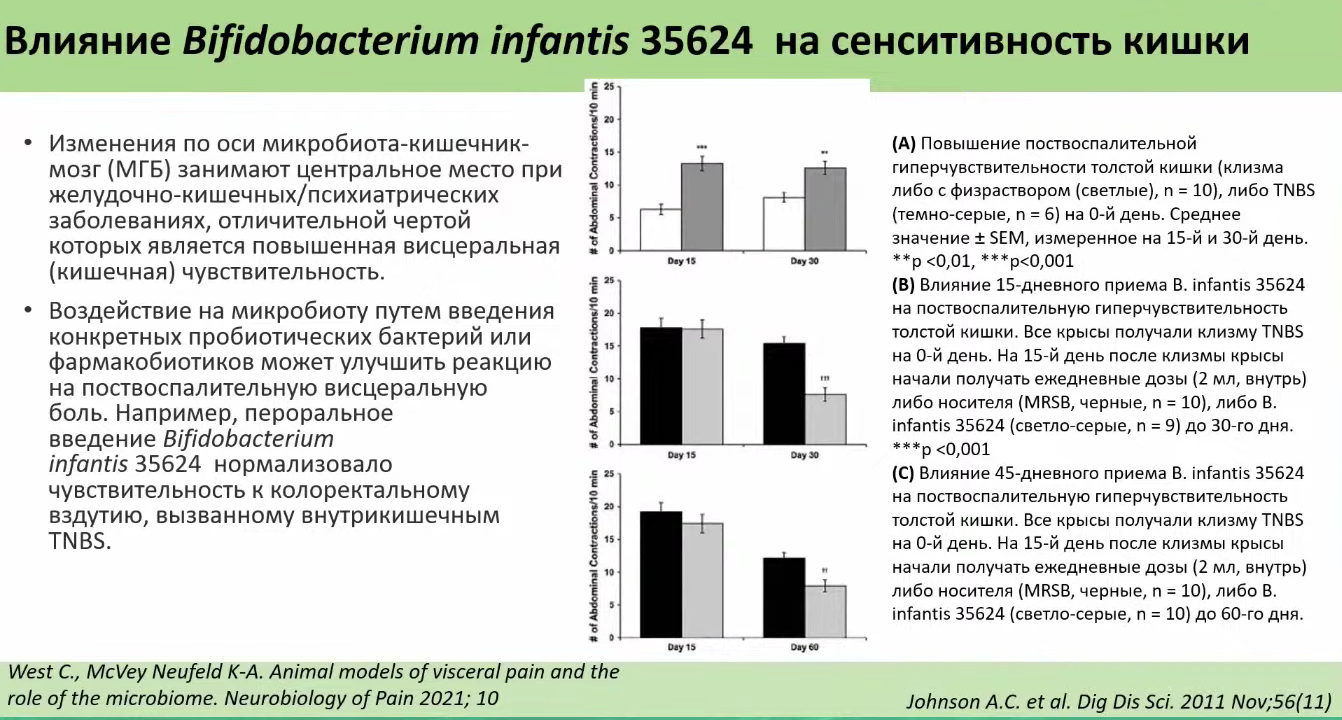 Влияние Bifidobacterium infantis 35624 на сенситивность кишки
• Изменения по оси микробиота-кишечник-
мозг (МГБ) занимают центральное место при
желудочно-кишечных/психиатрических
заболеваниях, отличительной чертой
которых является повышенная висцеральная
(кишечная) чувствительность.
• Воздействие на микробиоту путем введения
конкретных пробиотических бактерий или
фармакобиотиков может улучшить реакцию
на поствоспалительную висцеральную
боль. Например, пероральное
введение Bifidobacterium
infantis 35624 нормализовало
чувствительность к колоректальному
вздутию, вызванному внутрикишечным
TNBS.
# of Abdominal Contractions/10 min
25
20
15
10
5
0
***
**
Day 15
Day 30
# of Abdominal Contractions/10 min
25
20
15
10
5
0
†††
Day 15
Day 30
# of Abdominal Contractions/10 min
25
20
15
10
5
0
††
Day 15
Day 60
(A) Повышение поствоспалительной
гиперчувствительности толстой кишки (клизма
либо с физраствором (светлые), n = 10), либо TNBS
(темно-серые, n = 6) на 0-й день. Среднее
значение ± SEM, измеренное на 15-й и 30-й день.
**p <0,01, ***p<0,001
(B) Влияние 15-дневного приема B. infantis 35624
на поствоспалительную гиперчувствительность
толстой кишки. Все крысы получали клизму TNBS
на 0-й день. На 15-й день после клизмы крысы
начали получать ежедневные дозы (2 мл, внутрь)
либо носителя (MRSB, черные, n = 10), либо B.
infantis 35624 (светло-серые, n = 9) до 30-го дня.
***p <0,001
(C) Влияние 45-дневного приема B. infantis 35624
на поствоспалительную гиперчувствительность
толстой кишки. Все крысы получали клизму TNBS
на 0-й день. На 15-й день после клизмы крысы
начали получать ежедневные дозы (2 мл, внутрь)
либо носителя (MRSB, черные, n = 10), либо B.
infantis 35624 (светло-серые, n = 10) до 60-го дня.
West C., McVey Neufeld K-A. Animal models of visceral pain and the
role of the microbiome. Neurobiology of Pain 2021; 10
Johnson A.C. et al. Dig Dis Sci. 2011 Nov;56(11)